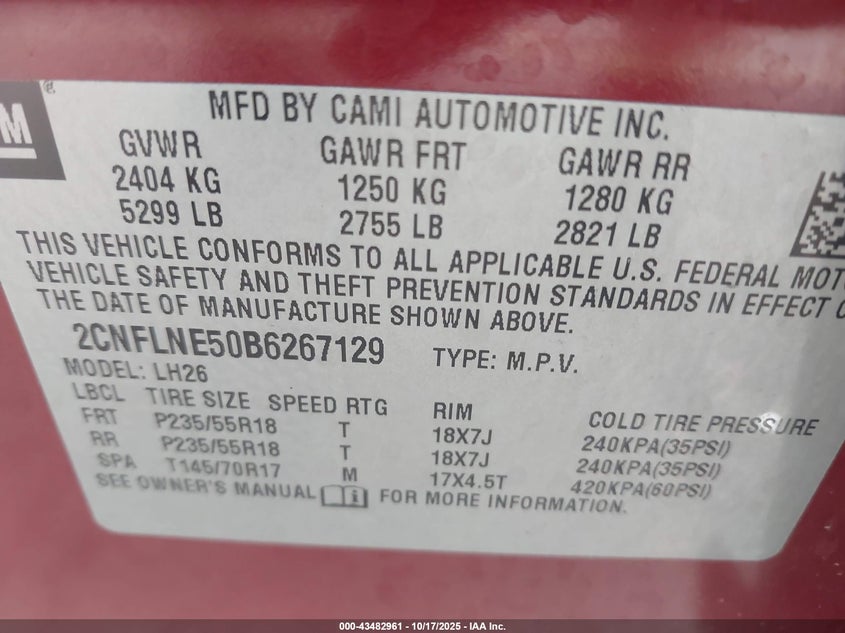 M ®
MFD BY CAMI AUTOMOTIVE INC.
GVWR GAWR FRT GAWR RR
2404 KG 1250 KG 1280 KG
5299 LB 2755 LB 2821 LB
THIS VEHICLE CONFORMS TO ALL APPLICABLE U.S. FEDERAL MOT
VEHICLE SAFETY AND THEFT PREVENTION STANDARDS IN EFFECT O
THE DATE OF MANUFACTURE SHOWN ABOVE.
2CNFLNE50B6267129 TYPE: M.P.V.
MODEL: LH26
LBCL TIRE SIZE SPEED RTG RIM COLD TIRE PRESSURE
FRT P235/55R18 T 18X7J 240KPA(35PSI)
RR P235/55R18 T 18X7J 240KPA(35PSI)
SPA T145/70R17 M 17X4.5T 420KPA(60PSI)
SEE OWNER'S MANUAL FOR MORE INFORMATION.
000-43482961 - 10/17/2025 - IAA Inc.